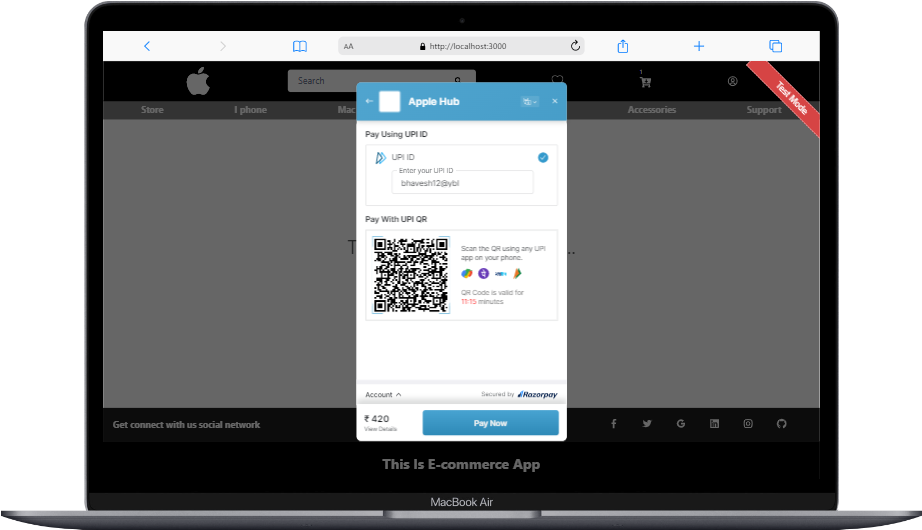 AA
http://localhost:3000
Search
1
Test Mode
Store
I phone
Mac
Accessories
Support
Apple Hub
Pay Using UPI ID
UPI ID
Enter your UPI ID
bhavesh12@ybl
Pay With UPI QR
T
...
Scan the QR using any UPI
app on your phone.
QR Code is valid for
11:15 minutes
Account
Secured by Razorpay
₹ 420
View Details
Pay Now
Get connect with us social network
This Is E-commerce App
MacBook Air